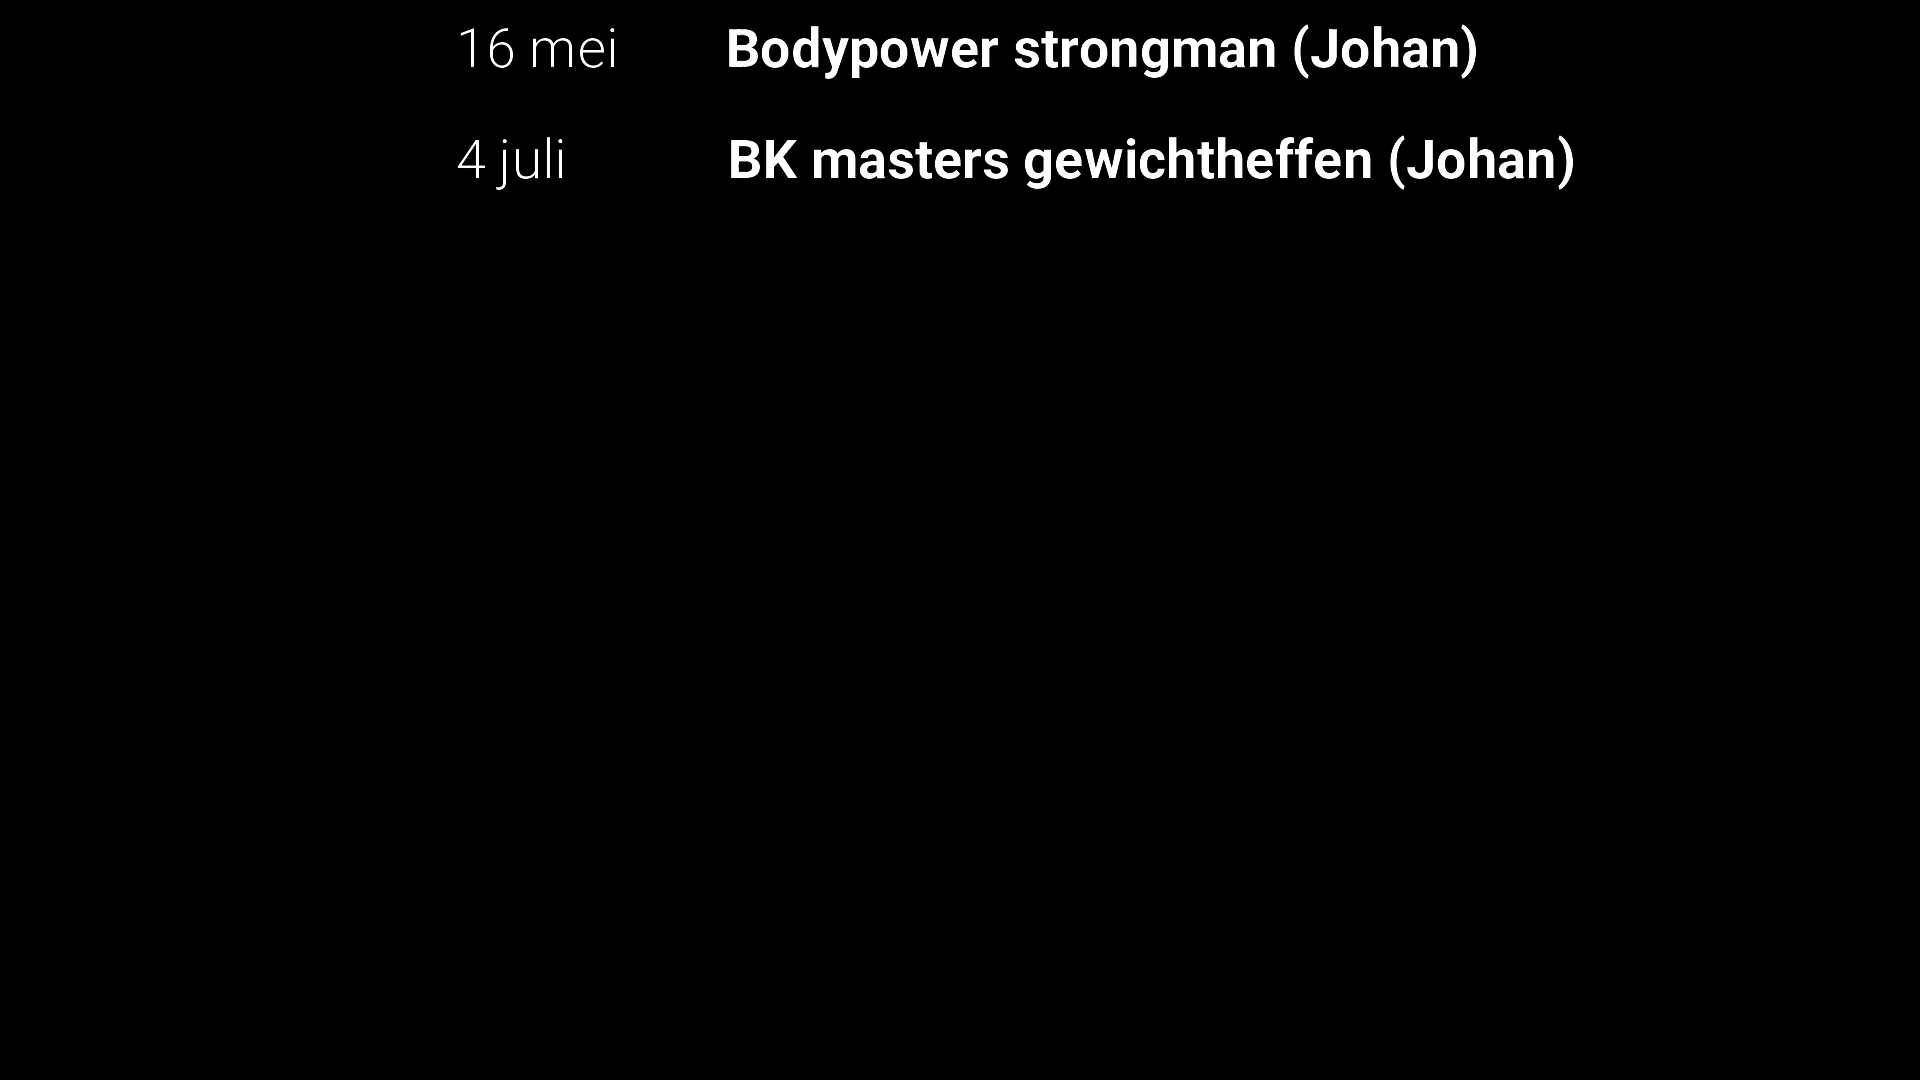 16 mei Bodypower strongman (Johan)
4 juli BK masters gewichtheffen (Johan)